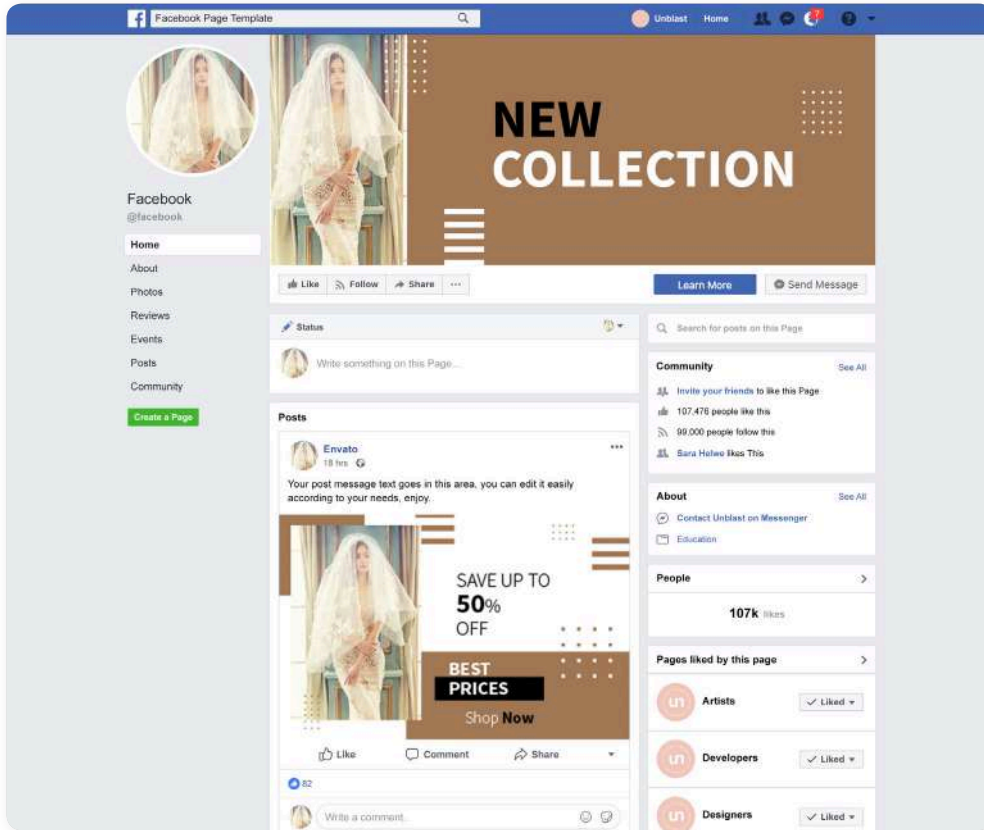 Facebook Page Template
Unblast Home
7
NEW
COLLECTION
Facebook
@facebook
Home
About
Photos
Reviews
Events
Posts
Community
Create a Page
Like Follow Share
Learn More Send Message
Status
Write something on this Page...
Posts
Envato
18 hrs
Your post message text goes in this area, you can edit it easily
according to your needs, enjoy.
SAVE UP TO
50%
OFF
BEST
PRICES
Shop Now
Like Comment Share
82
Write a comment..
Search for posts on this Page
Community See All
Invite your friends to like this Page
107,476 people like this
99,000 people follow this
Sara Helwe likes This
About See All
Contact Unblast on Messenger
Education
People
107k likes
Pages liked by this page
un Artists Liked
un Developers Liked
un Designers Liked